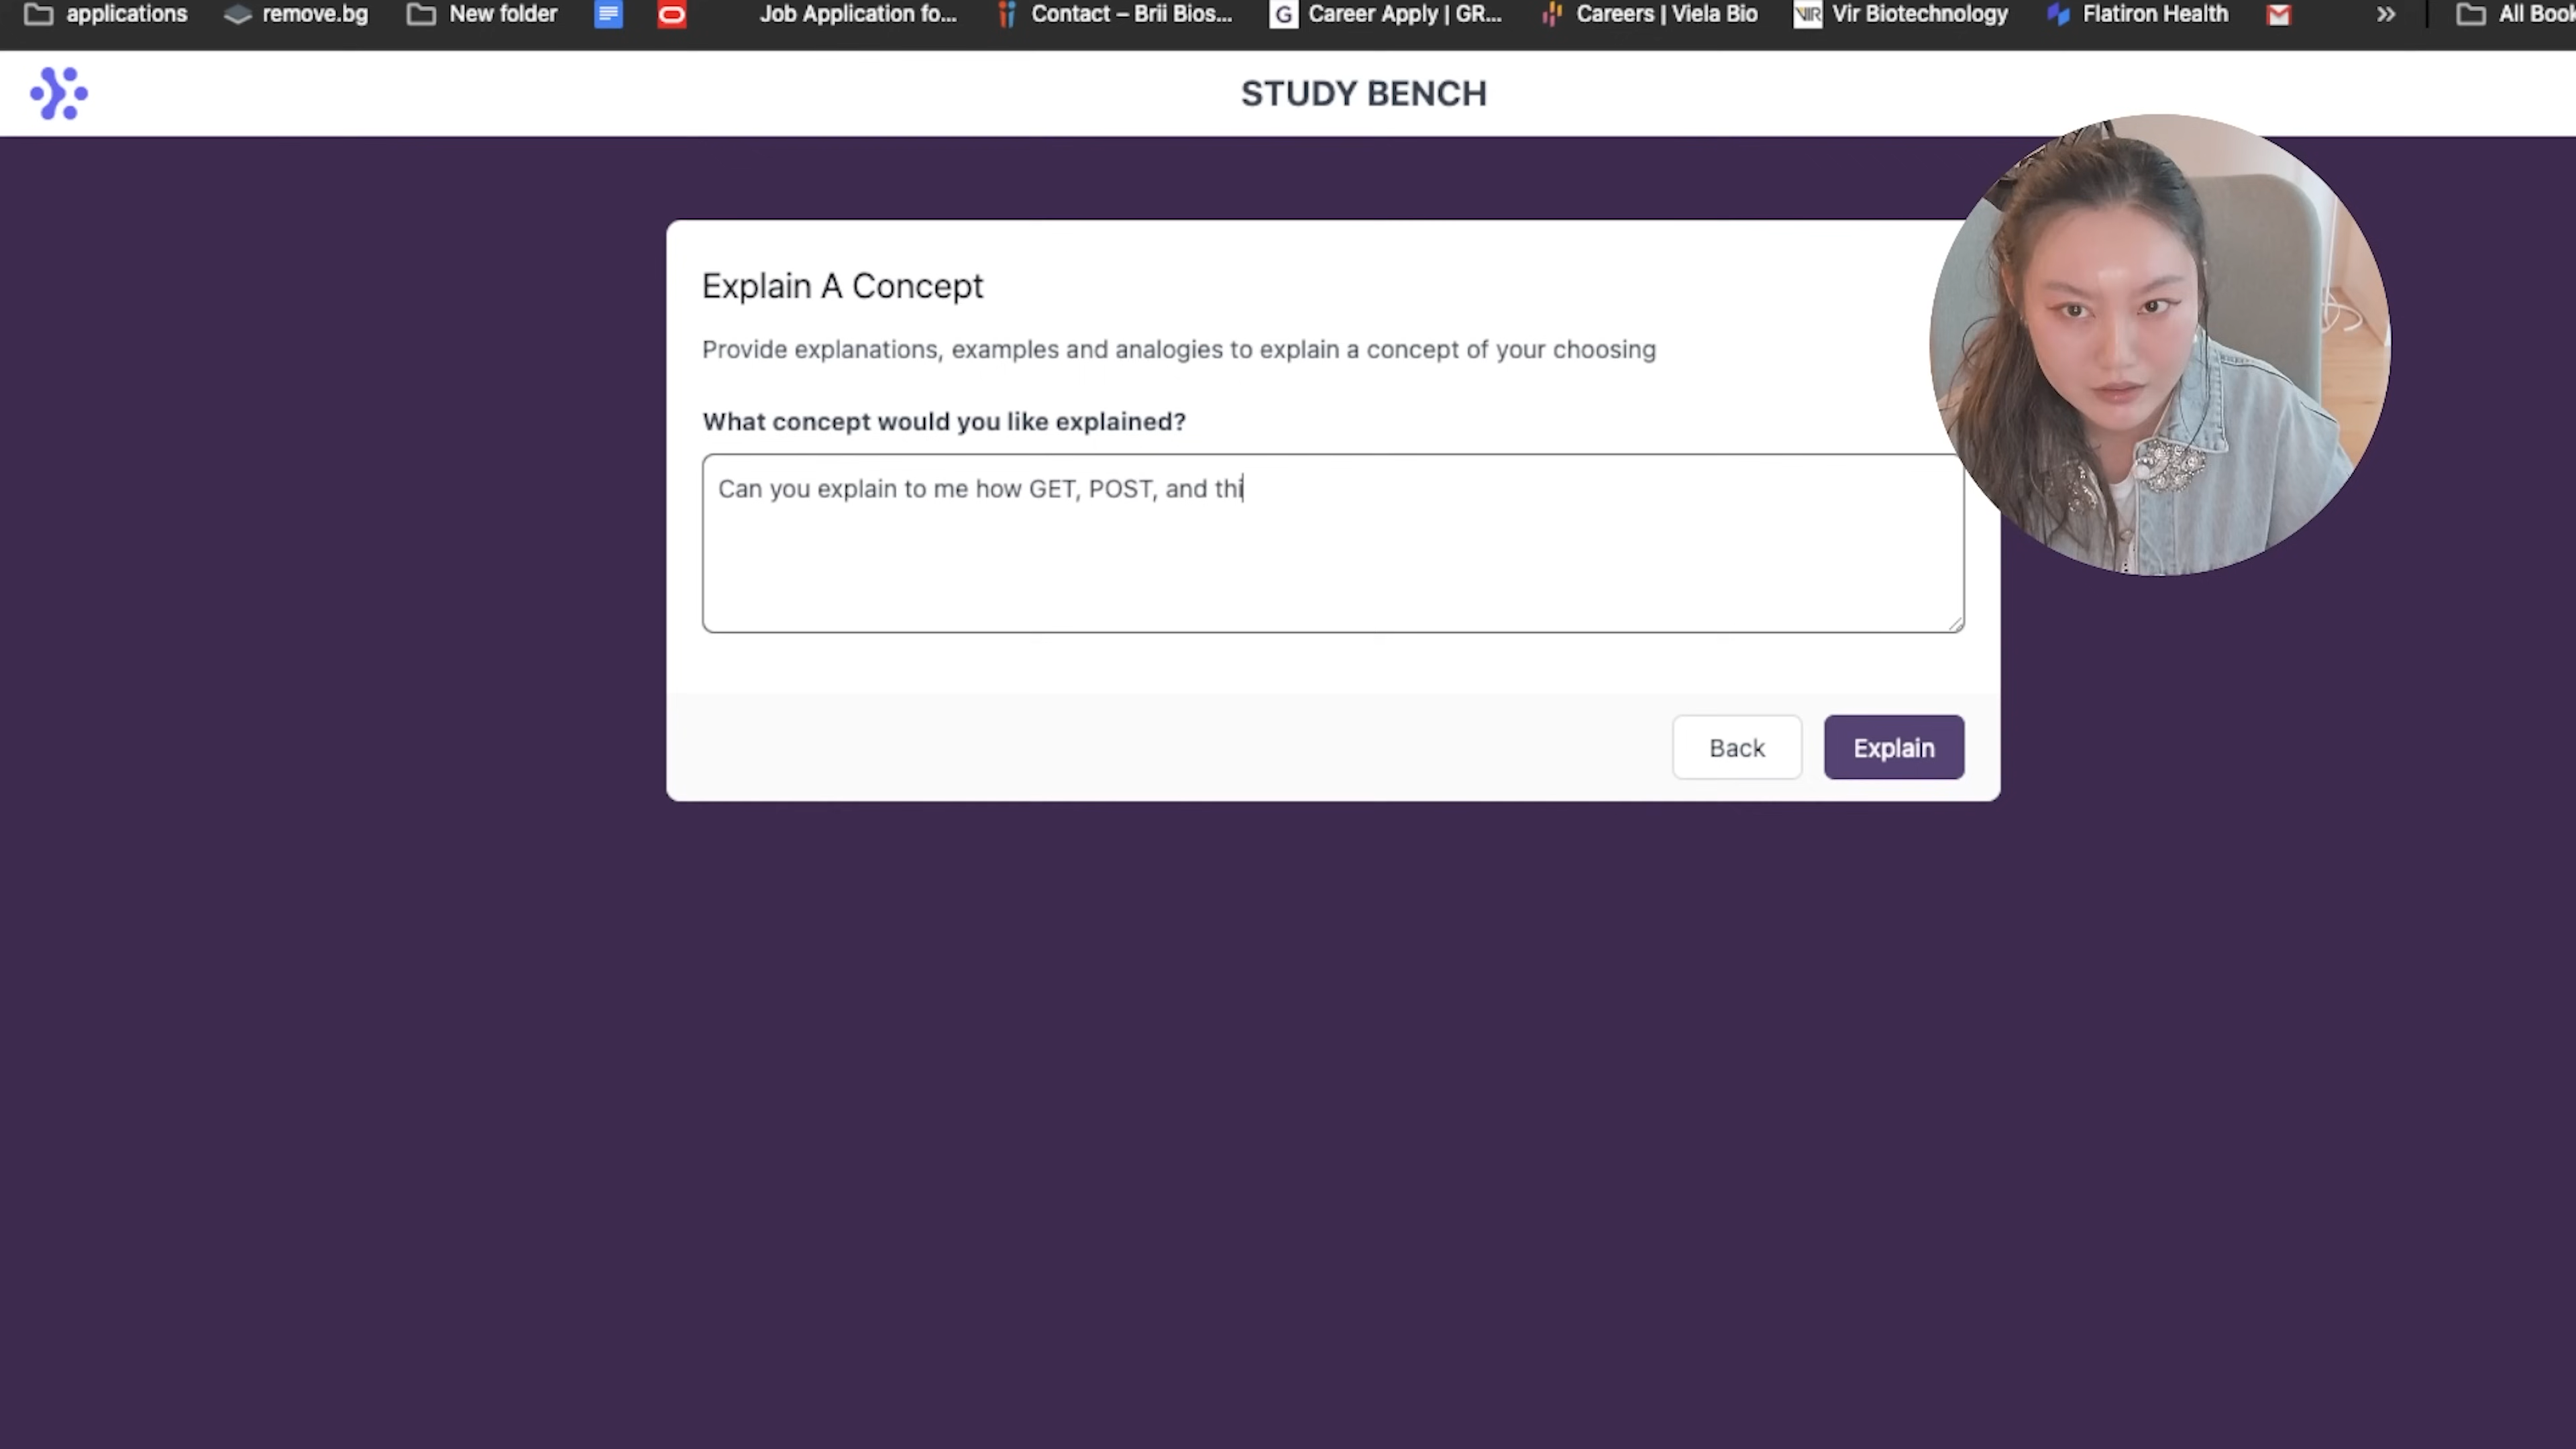 applications remove.bg New folder Job Application fo... Contact – Brii Bios... G Career Apply | GR... Careers | Viela Bio VIR Vir Biotechnology Flatiron Health » All Book
STUDY BENCH
Explain A Concept
Provide explanations, examples and analogies to explain a concept of your choosing
What concept would you like explained?
Can you explain to me how GET, POST, and thi
Back Explain